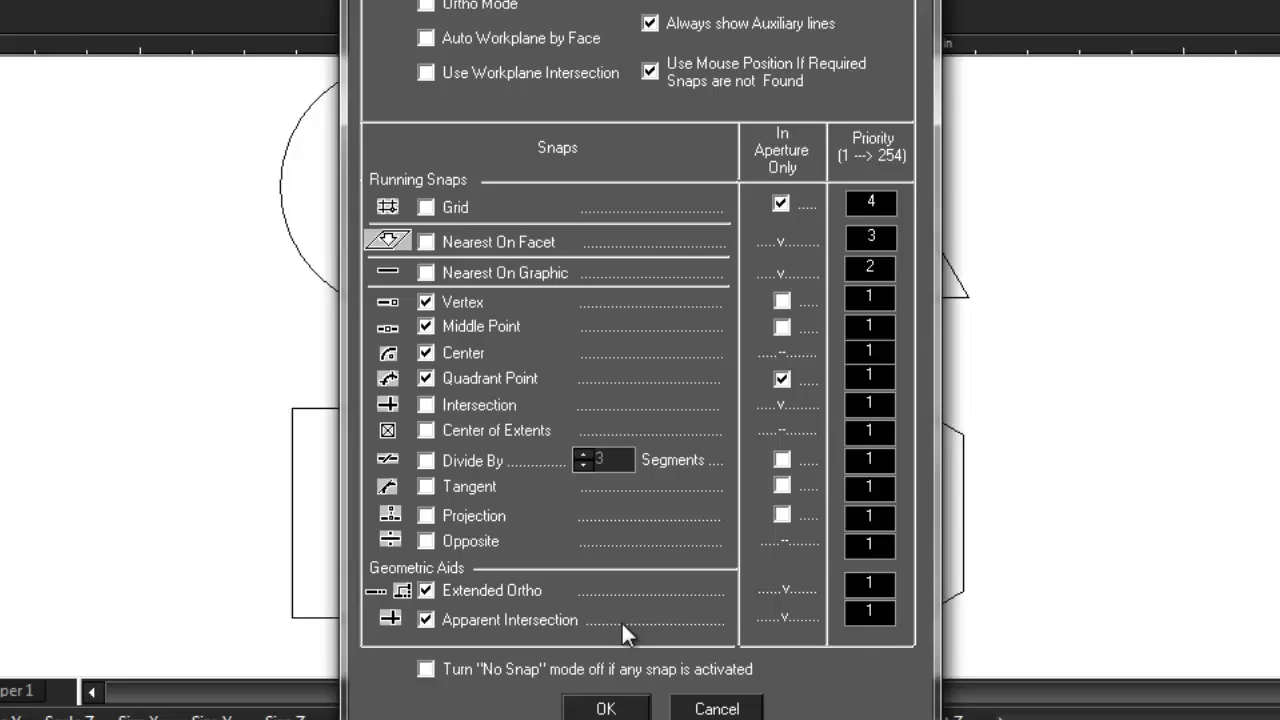 Ortho Mode
Always show Auxiliary lines
Auto Workplane by Face
in
Use Workplane Intersection
Use Mouse Position If Required
Snaps are not Found
Snaps
In
Aperture
Only
Priority
(1 ---> 254)
Running Snaps
Grid 4
Nearest On Facet v 3
Nearest On Graphic v 2
Vertex 1
Middle Point 1
Center -- 1
Quadrant Point 1
Intersection v 1
Center of Extents -- 1
Divide By 3 Segments 1
Tangent 1
Projection 1
Opposite -- 1
Geometric Aids
Extended Ortho v 1
Apparent Intersection v 1
Turn "No Snap" mode off if any snap is activated
per 1
OK Cancel